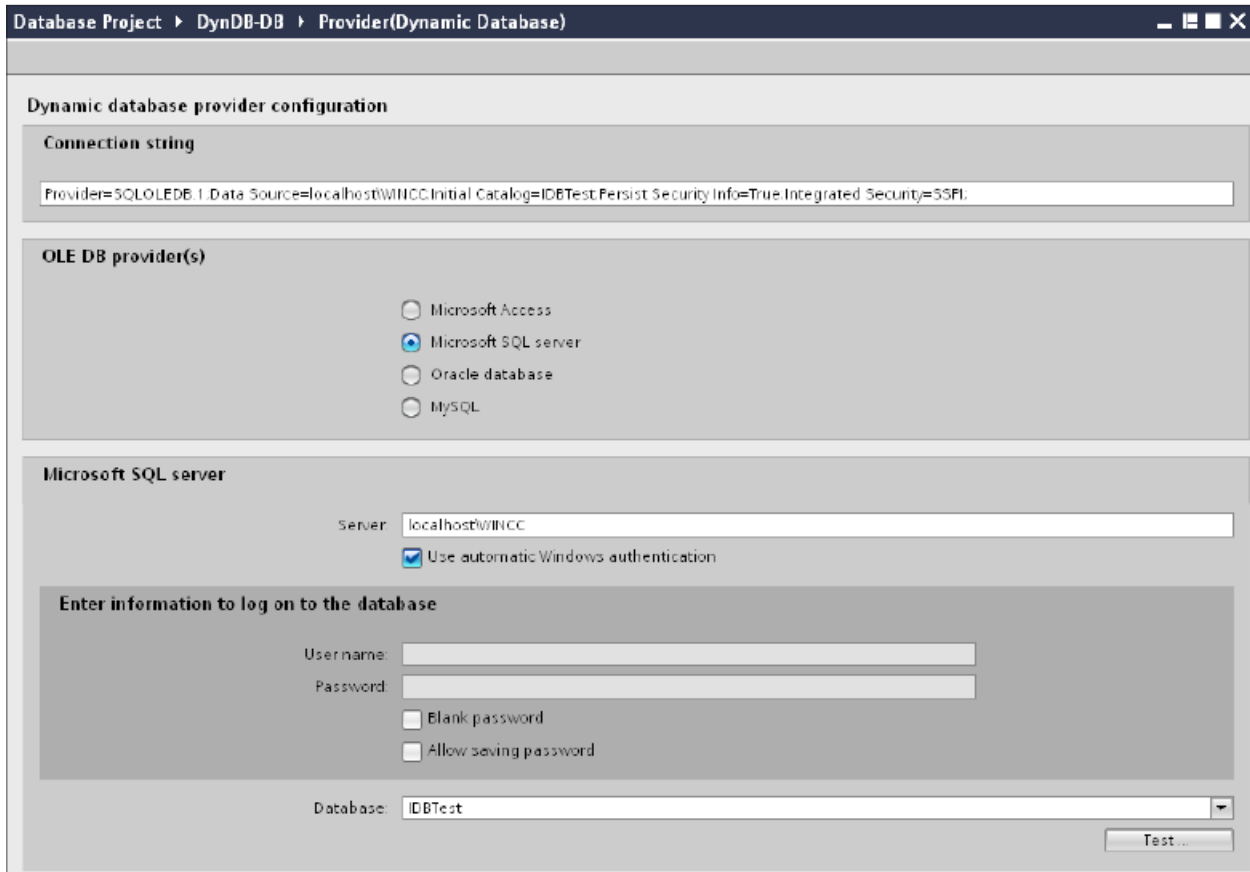 Database Project ▸ DynDB-DB ▸ Provider(Dynamic Database)
Dynamic database provider configuration
Connection string
Provider=SQLOLEDB.1;Data Source=localhost\WINCC;Initial Catalog=IDBTest;Persist Security Info=True;Integrated Security=SSPI;
OLE DB provider(s)
Microsoft Access
Microsoft SQL server
Oracle database
MySQL
Microsoft SQL server
Server: localhost\WINCC
Use automatic Windows authentication
Enter information to log on to the database
User name:
Password:
Blank password
Allow saving password
Database: IDBTest
Test ...